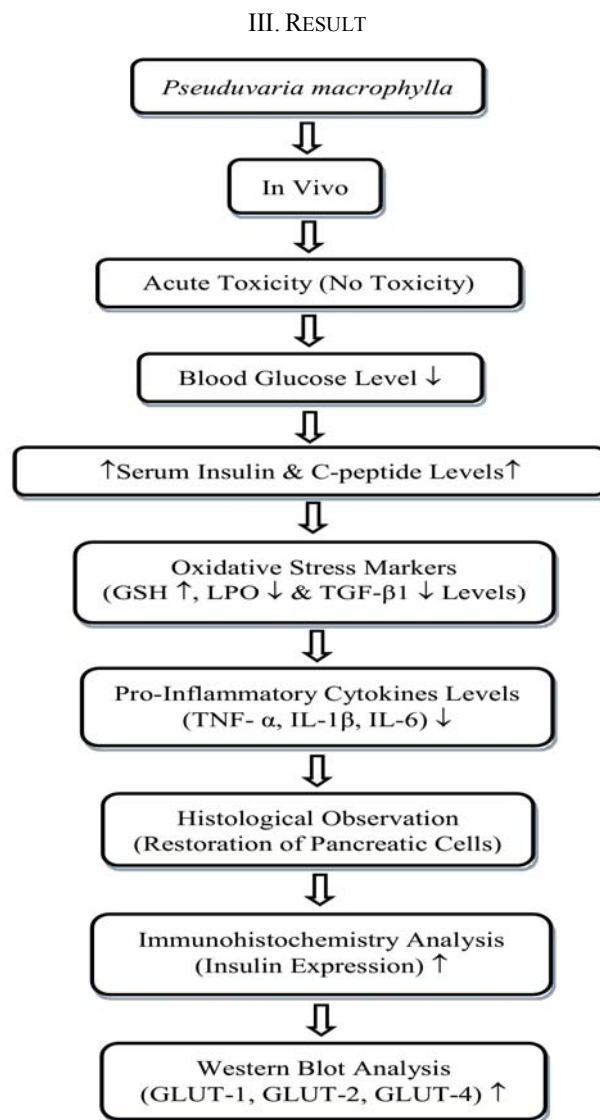 III. RESULT
Pseuduvaria macrophylla
In Vivo
Acute Toxicity (No Toxicity)
Blood Glucose Level ↓
↑Serum Insulin & C-peptide Levels↑
Oxidative Stress Markers
(GSH ↑, LPO ↓ & TGF-β1 ↓ Levels)
Pro-Inflammatory Cytokines Levels
(TNF- α, IL-1β, IL-6) ↓
Histological Observation
(Restoration of Pancreatic Cells)
Immunohistochemistry Analysis
(Insulin Expression) ↑
Western Blot Analysis
(GLUT-1, GLUT-2, GLUT-4) ↑